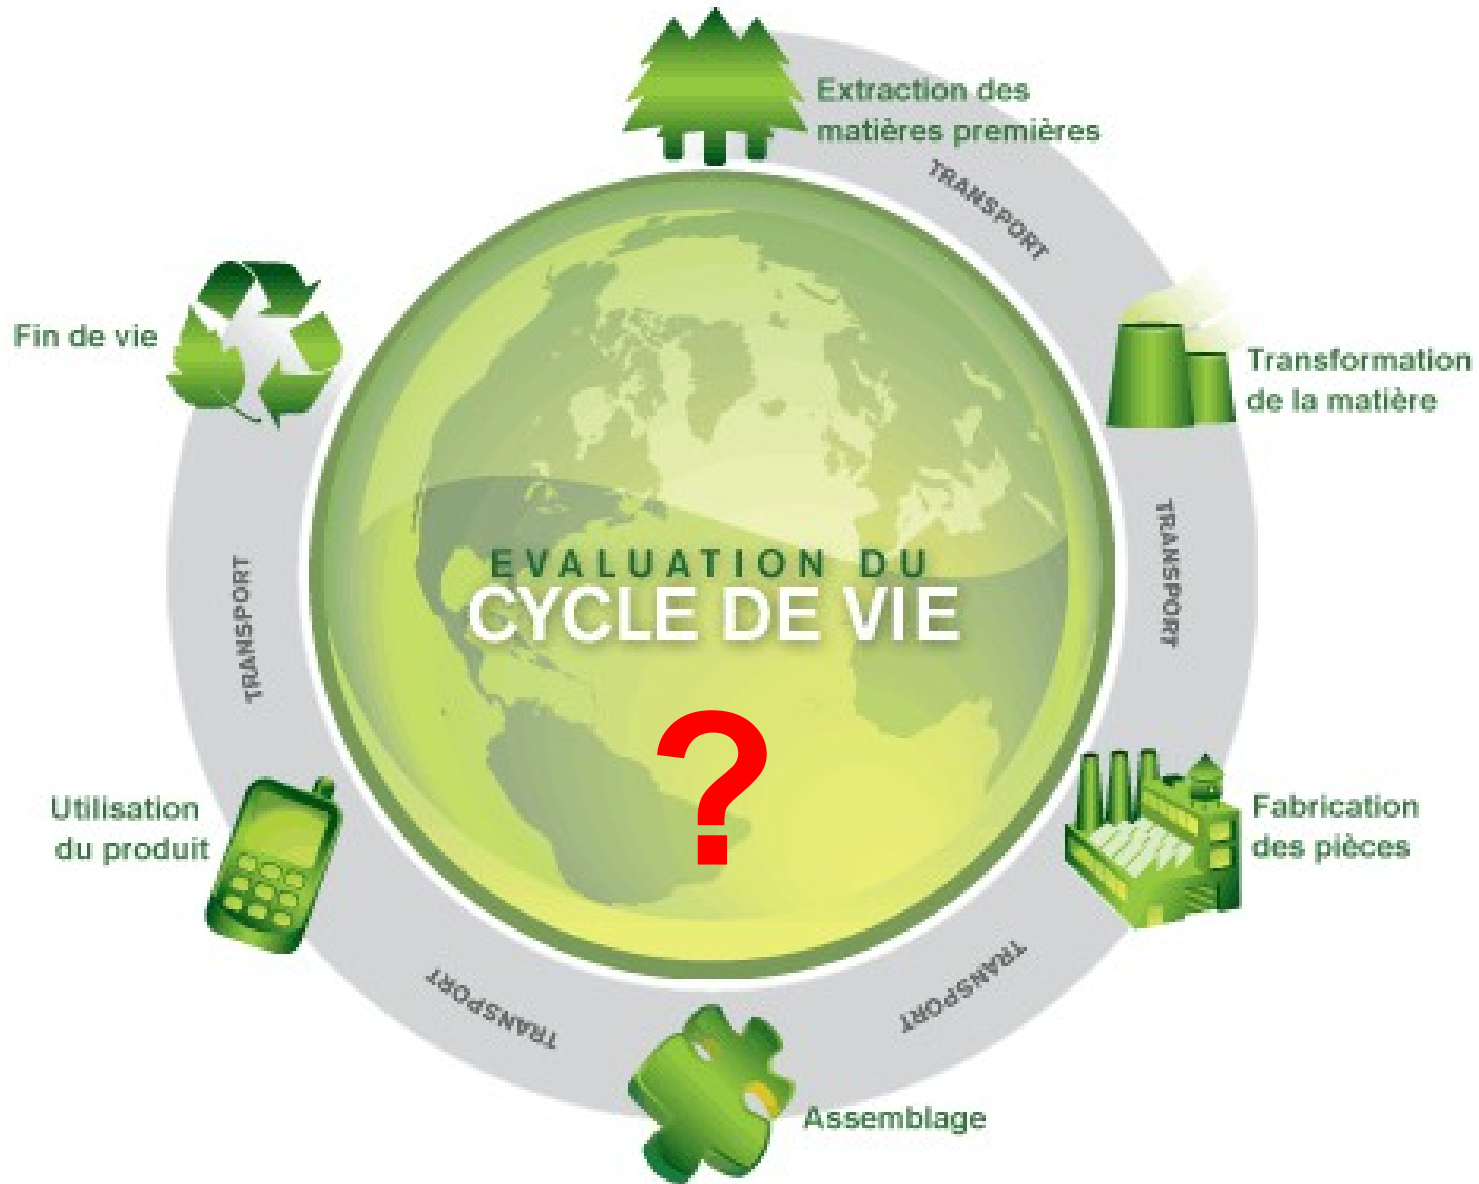 Extraction des
matières premières
TRANSPORT
Transformation
de la matière
TRANSPORT
Fabrication
des pièces
TRANSPORT
Assemblage
TRANSPORT
Utilisation
du produit
TRANSPORT
Fin de vie
EVALUATION DU
CYCLE DE VIE
?